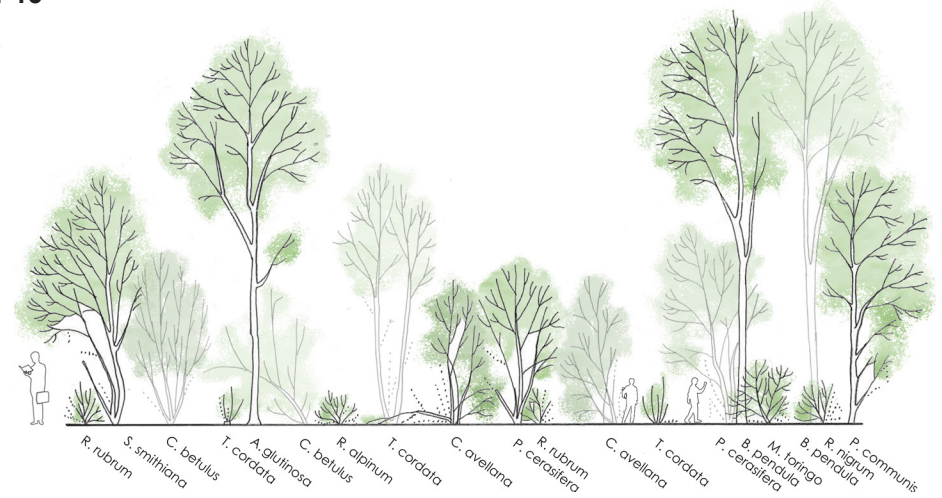 R. rubrum
S. smithiana
C. betulus
T. cordata
A. glutinosa
C. betulus
R. alpinum
T. cordata
C. avellana
P. cerasifera
R. rubrum
C. avellana
T. cordata
P. cerasifera
B. pendula
M. toringo
B. pendula
R. nigrum
P. communis